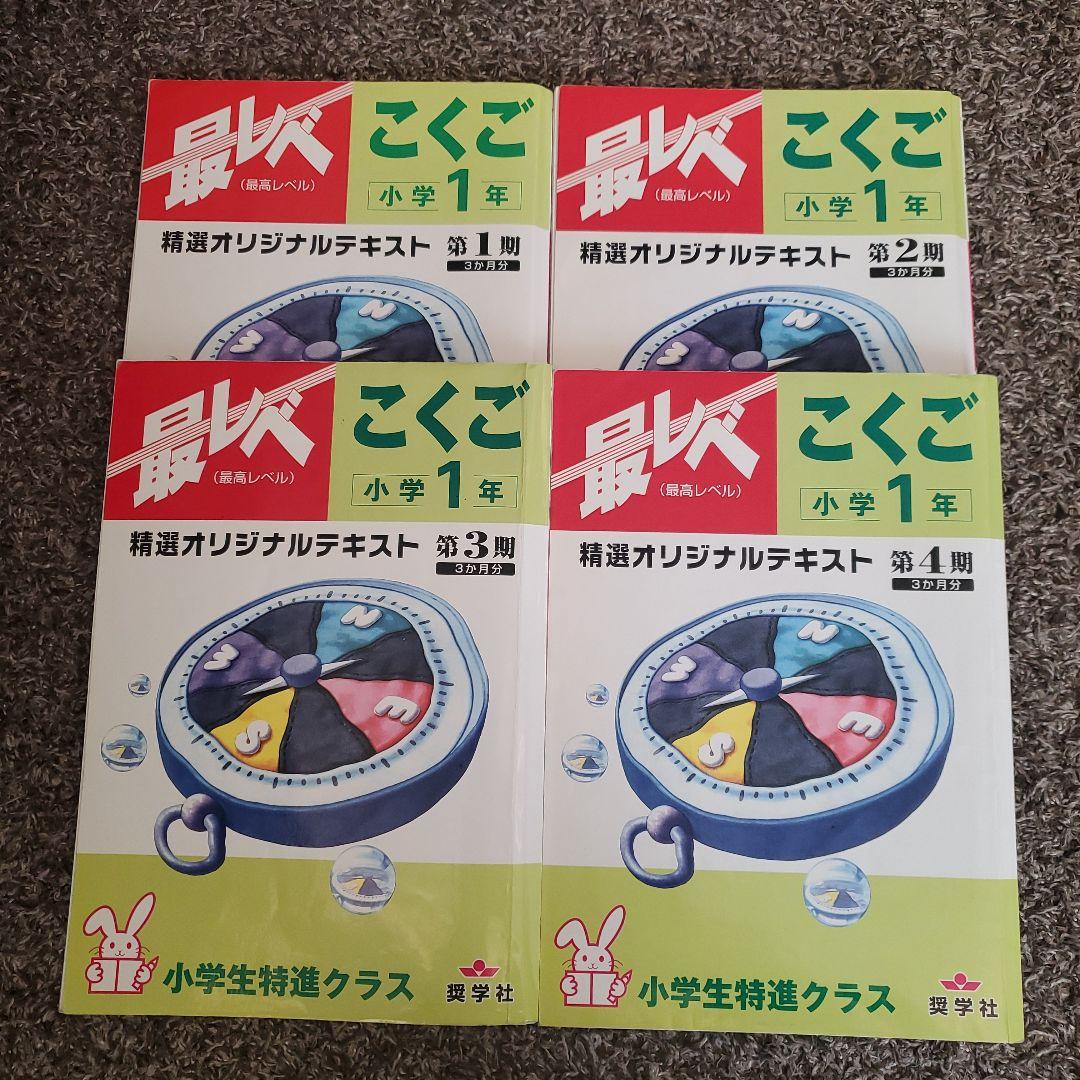 最レベ
(最高レベル)
こくご
小学1年
精選オリジナルテキスト 第1期
3か月分
N
W
最レベ
(最高レベル)
こくご
小学1年
精選オリジナルテキスト 第2期
3か月分
N
W
最レベ
(最高レベル)
こくご
小学1年
精選オリジナルテキスト 第3期
3か月分
N
W
E
S
小学生特進クラス
奨学社
最レベ
(最高レベル)
こくご
小学1年
精選オリジナルテキスト 第4期
3か月分
N
W
E
S
小学生特進クラス
奨学社